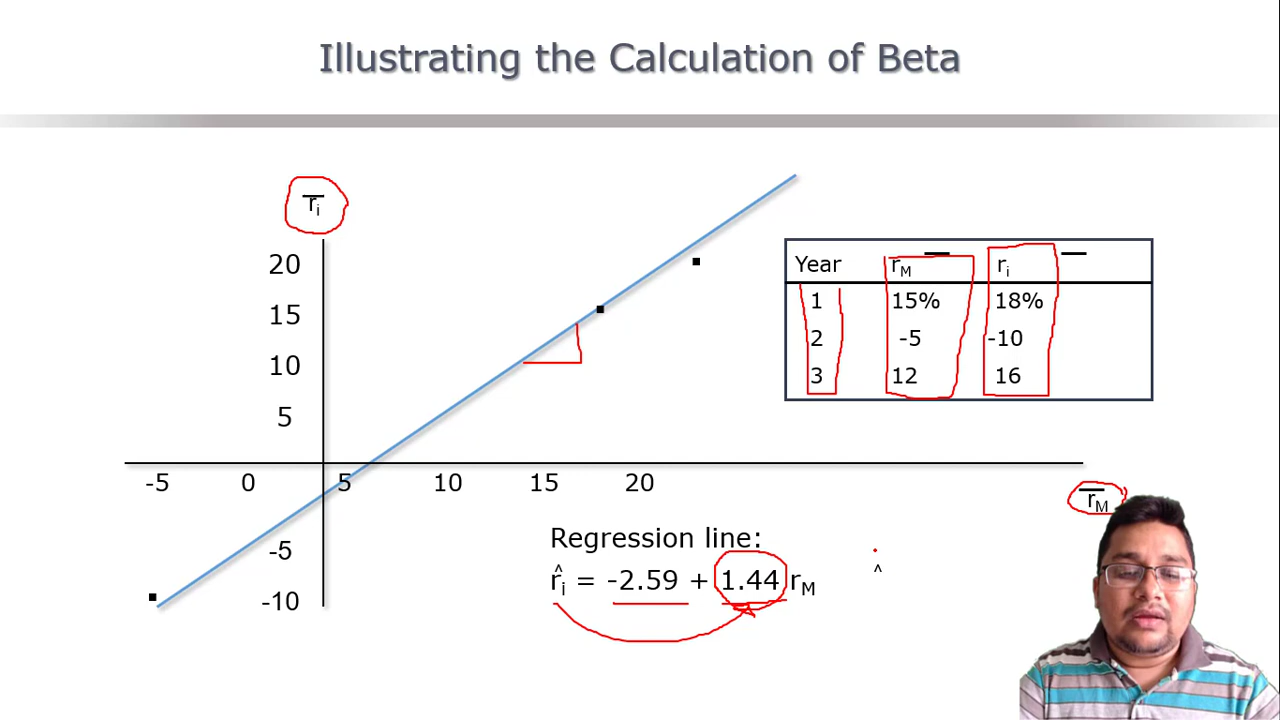 Illustrating the Calculation of Beta
r̅i
20
15
10
5
-5 0 5 10 15 20
-5
-10
r̅M
Year r̅M r̅i
1 15% 18%
2 -5 -10
3 12 16
Regression line:
r̂i = -2.59 + 1.44 rM ^